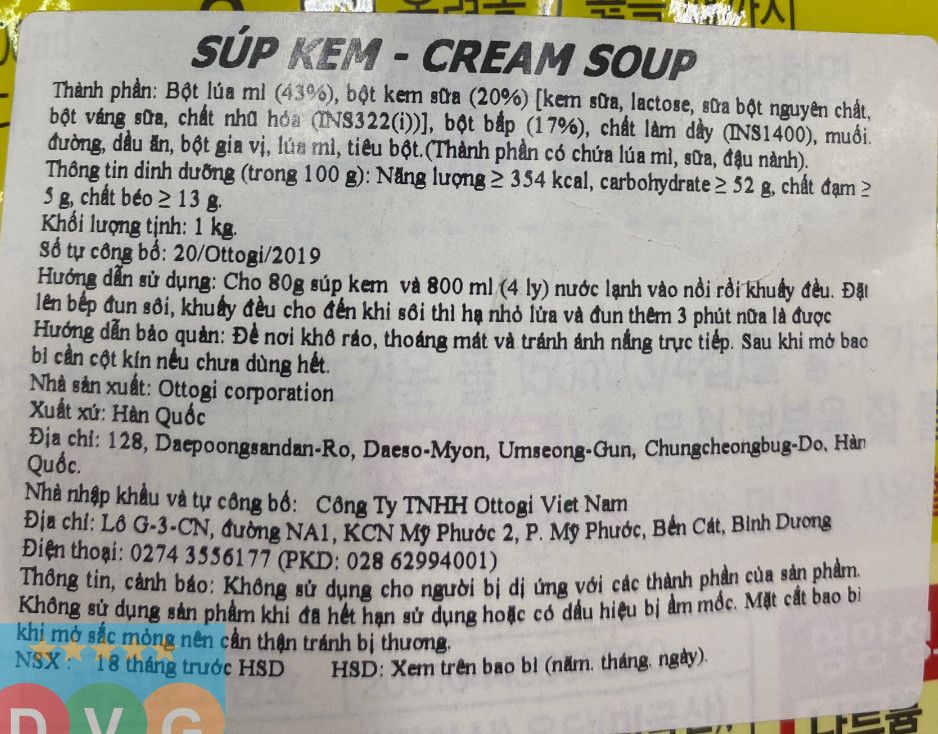 SÚP KEM - CREAM SOUP
Thành phần: Bột lúa mì (43%), bột kem sữa (20%) [kem sữa, lactose, sữa bột nguyên chất,
bột váng sữa, chất nhũ hóa (INS322(i))], bột bắp (17%), chất làm dầy (INS1400), muối.
đường, dầu ăn, bột gia vị, lúa mì, tiêu bột.(Thành phần có chứa lúa mì, sữa, đậu nành).
Thông tin dinh dưỡng (trong 100 g): Năng lượng ≥ 354 kcal, carbohydrate ≥ 52 g, chất đạm ≥
5 g, chất béo ≥ 13 g.
Khối lượng tịnh: 1 kg.
Số tự công bố: 20/Ottogi/2019
Hướng dẫn sử dụng: Cho 80g súp kem và 800 ml (4 ly) nước lạnh vào nồi rồi khuấy đều. Đặt
lên bếp đun sôi, khuấy đều cho đến khi sôi thì hạ nhỏ lửa và đun thêm 3 phút nữa là được
Hướng dẫn bảo quản: Để nơi khô ráo, thoáng mát và tránh ánh nắng trực tiếp. Sau khi mở bao
bì cần cột kín nếu chưa dùng hết.
Nhà sản xuất: Ottogi corporation
Xuất xứ: Hàn Quốc
Địa chỉ: 128, Daepoongsandan-Ro, Daeso-Myon, Umseong-Gun, Chungcheongbug-Do, Hàn
Quốc.
Nhà nhập khẩu và tự công bố: Công Ty TNHH Ottogi Viet Nam
Địa chỉ: Lô G-3-CN, đường NA1, KCN Mỹ Phước 2, P. Mỹ Phước, Bến Cát, Bình Dương
Điện thoại: 0274 3556177 (PKD: 028 62994001)
Thông tin, cảnh báo: Không sử dụng cho người bị dị ứng với các thành phần của sản phẩm.
Không sử dụng sản phẩm khi đã hết hạn sử dụng hoặc có dấu hiệu bị ẩm mốc. Mặt cắt bao bì
khi mở sắc mỏng nên cẩn thận tránh bị thương.
NSX : 18 tháng trước HSD HSD: Xem trên bao bì (năm. tháng. ngày).
D V G
나트륨